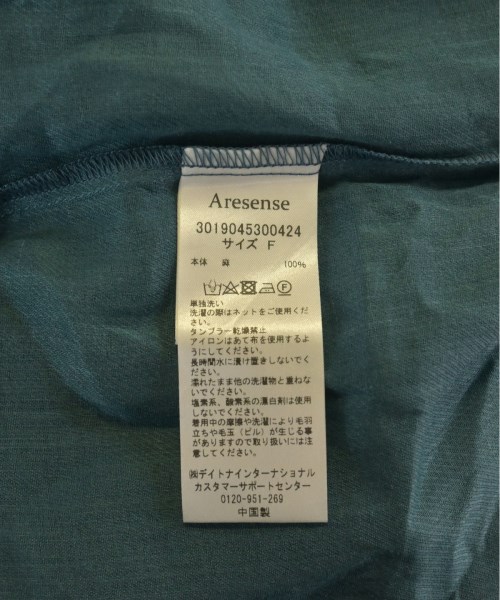 Aresense
3019045300424
サイズ F
本体 麻 100%
F
単独洗い
洗濯の際はネットをご使用く
ださい。
タンブラー乾燥禁止
アイロンはあて布を使用するよ
うにしてください。
長時間水に漬け置きしないでく
ださい。
濡れたまま他の洗濯物と重ねな
いでください。
塩素系、酸素系の漂白剤は使用
しないでください。
着用中の摩擦や洗濯により毛羽
立ちや毛玉(ピル)が生じる事
がありますので取り扱いには注
意してください。
㈱デイトナインターナショナル
カスタマーサポートセンター
0120-951-269
中国製